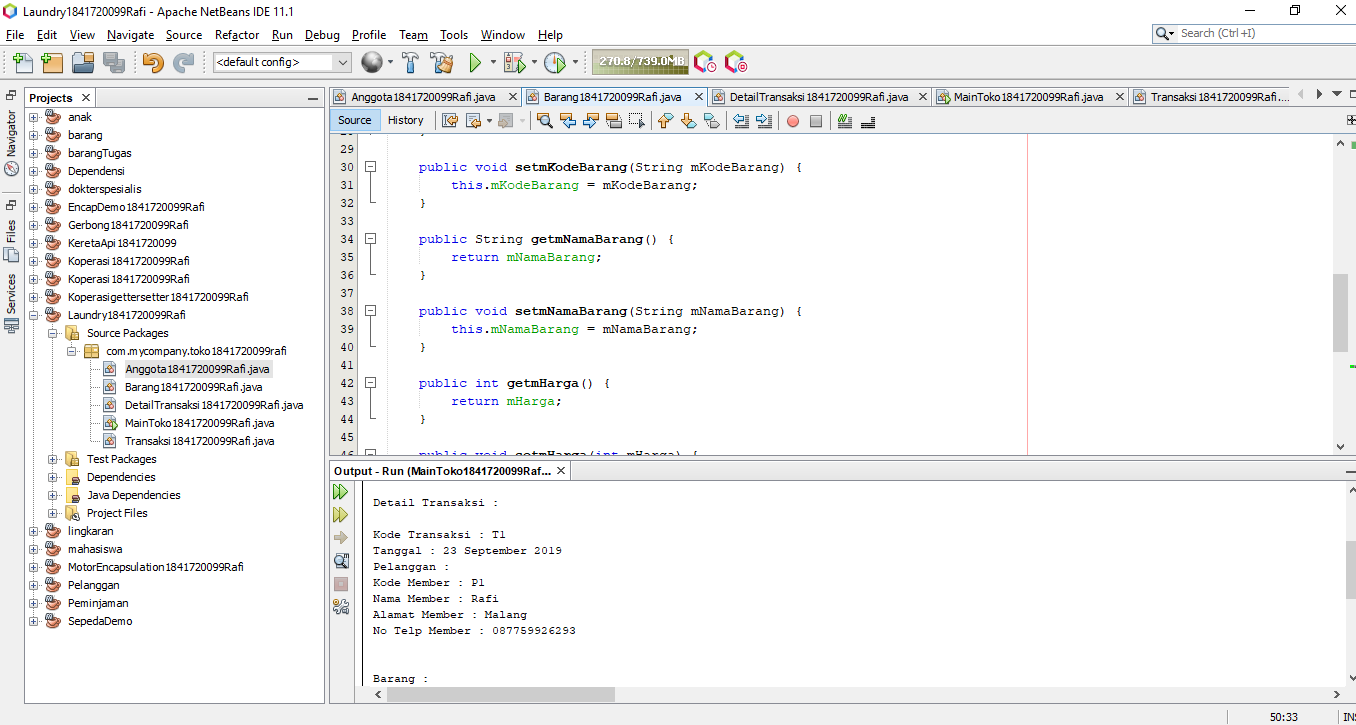 Laundry1841720099Rafi - Apache NetBeans IDE 11.1
File Edit View Navigate Source Refactor Run Debug Profile Team Tools Window Help
Search (Ctrl+I)
<default config>
270.8/739.0MB
Projects
Navigator
Files
Services
anak
barang
barangTugas
Dependensi
dokterspesialis
EncapDemo1841720099Rafi
Gerbong1841720099Rafi
KeretaApi1841720099
Koperasi1841720099Rafi
Koperasi1841720099Rafi
Koperasigettersetter1841720099Rafi
Laundry1841720099Rafi
Source Packages
com.mycompany.toko1841720099rafi
Anggota1841720099Rafi.java
Barang1841720099Rafi.java
DetailTransaksi1841720099Rafi.java
MainToko1841720099Rafi.java
Transaksi1841720099Rafi.java
Test Packages
Dependencies
Java Dependencies
Project Files
lingkaran
mahasiswa
MotorEncapsulation1841720099Rafi
Pelanggan
Peminjaman
SepedaDemo
Anggota1841720099Rafi.java Barang1841720099Rafi.java DetailTransaksi1841720099Rafi.java MainToko1841720099Rafi.java Transaksi1841720099Rafi....
Source History
29
30 public void setmKodeBarang(String mKodeBarang) {
31 this.mKodeBarang = mKodeBarang;
32 }
33
34 public String getmNamaBarang() {
35 return mNamaBarang;
36 }
37
38 public void setmNamaBarang(String mNamaBarang) {
39 this.mNamaBarang = mNamaBarang;
40 }
41
42 public int getmHarga() {
43 return mHarga;
44 }
45
46 public void setmHarga(int mHarga) {
Output - Run (MainToko1841720099Raf...
Detail Transaksi :
Kode Transaksi : T1
Tanggal : 23 September 2019
Pelanggan :
Kode Member : P1
Nama Member : Rafi
Alamat Member : Malang
No Telp Member : 087759926293
Barang :
50:33